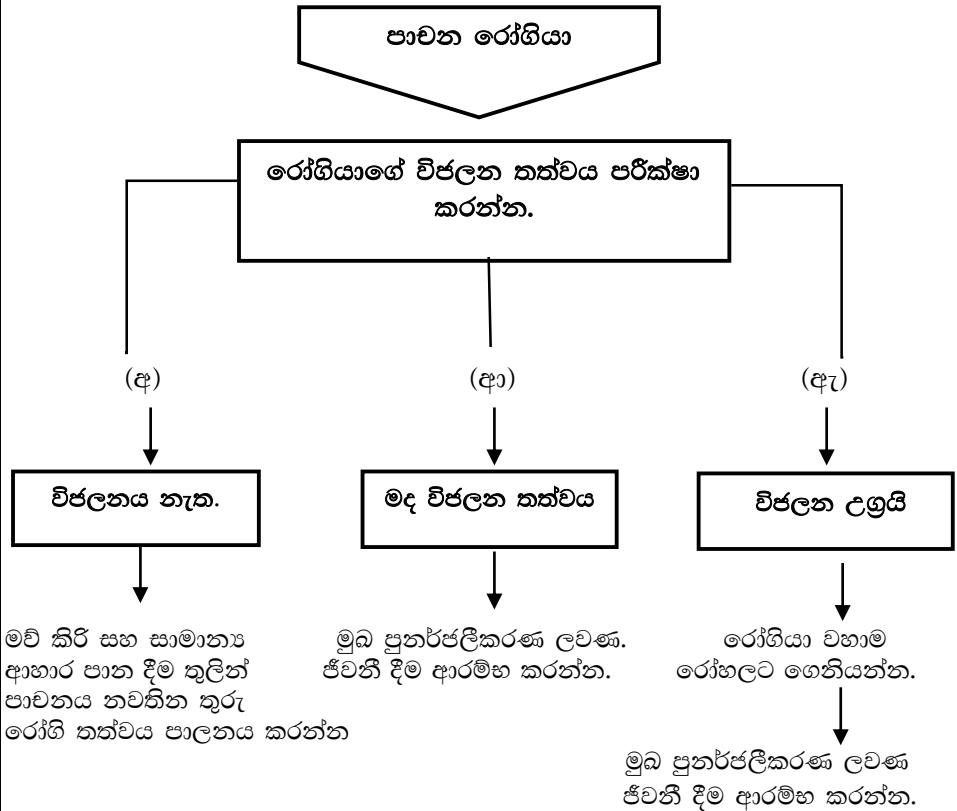 පාචන රෝගියා
රෝගියාගේ විජලන තත්වය පරීක්ෂා
කරන්න.
(අ)
(ආ)
(ඇ)
විජලනය නැත.
මද විජලන තත්වය
විජලන උග්‍රයි
මව් කිරි සහ සාමාන්‍ය
ආහාර පාන දීම තුලින්
පාචනය නවතින තුරු
රෝගි තත්වය පාලනය කරන්න
මුඛ පුනර්ජලීකරණ ලවණ.
ජීවනී දීම ආරම්භ කරන්න.
රෝගියා වහාම
රෝහලට ගෙනියන්න.
මුඛ පුනර්ජලීකරණ ලවණ
ජීවනී දීම ආරම්භ කරන්න.